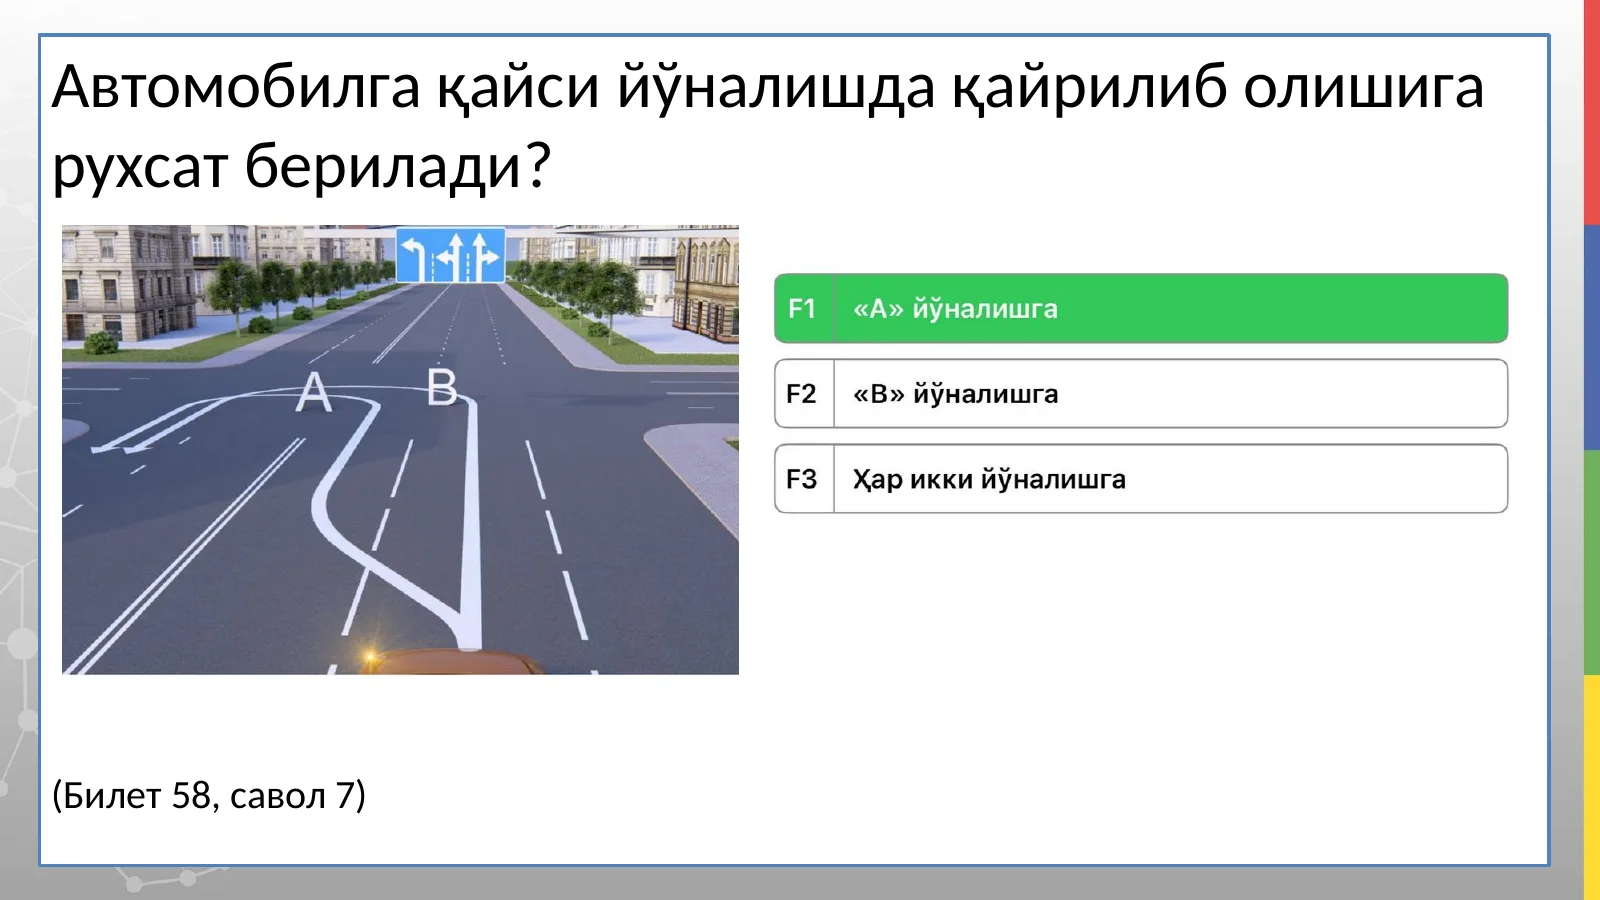 Автомобилга қайси йўналишда қайрилиб олишига
рухсат берилади?
A
B
F1 «А» йўналишга
F2 «В» йўналишга
F3 Ҳар икки йўналишга
(Билет 58, савол 7)